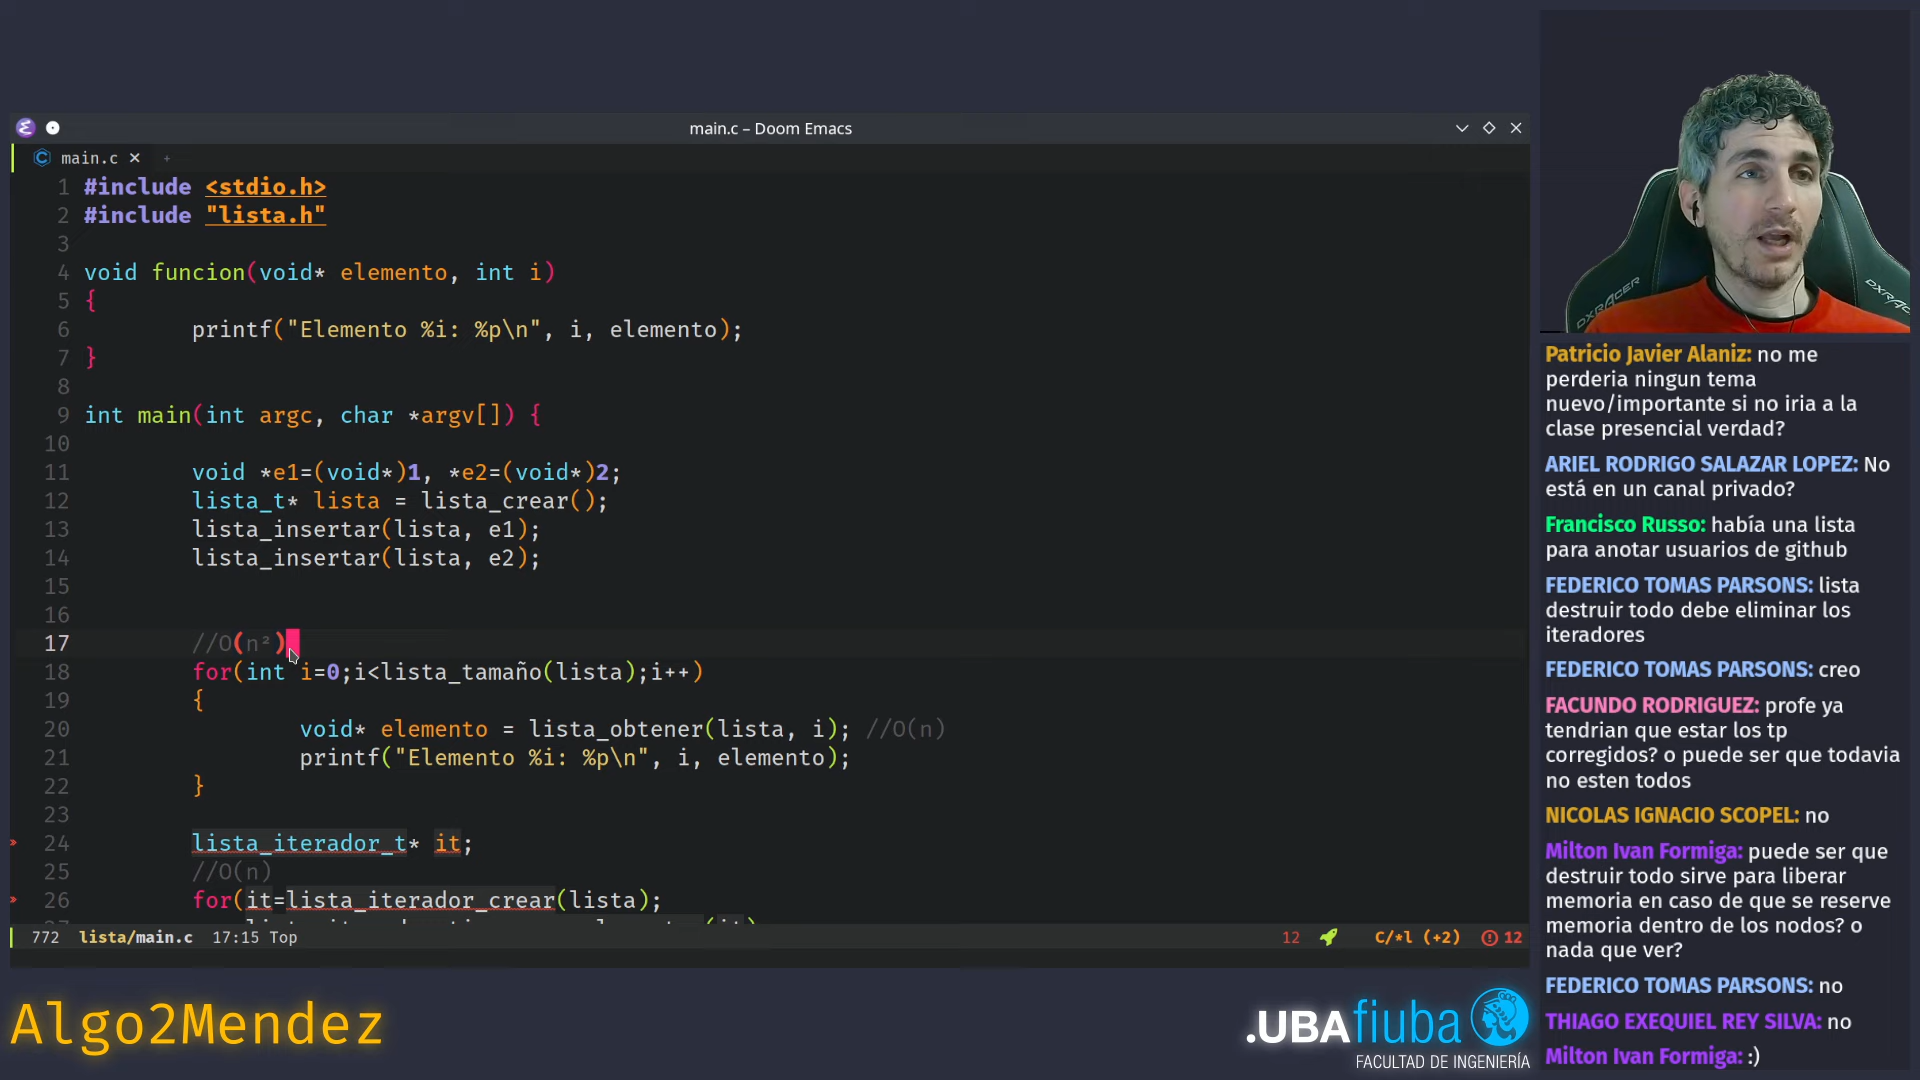 main.c – Doom Emacs
main.c
1 #include <stdio.h>
2 #include "lista.h"
3
4 void funcion(void* elemento, int i)
5 {
6 printf("Elemento %i: %p\n", i, elemento);
7 }
8
9 int main(int argc, char *argv[]) {
10
11 void *e1=(void*)1, *e2=(void*)2;
12 lista_t* lista = lista_crear();
13 lista_insertar(lista, e1);
14 lista_insertar(lista, e2);
15
16
17 //O(n²)
18 for(int i=0;i<lista_tamaño(lista);i++)
19 {
20 void* elemento = lista_obtener(lista, i); //O(n)
21 printf("Elemento %i: %p\n", i, elemento);
22 }
23
24 lista_iterador_t* it;
25 //O(n)
26 for(it=lista_iterador_crear(lista);
772 lista/main.c 17:15 Top 12 C/*l (+2) 12
Algo2Mendez
.UBAfiuba
FACULTAD DE INGENIERÍA
DXRACER
Patricio Javier Alaniz: no me
perderia ningun tema
nuevo/importante si no iria a la
clase presencial verdad?
ARIEL RODRIGO SALAZAR LOPEZ: No
está en un canal privado?
Francisco Russo: había una lista
para anotar usuarios de github
FEDERICO TOMAS PARSONS: lista
destruir todo debe eliminar los
iteradores
FEDERICO TOMAS PARSONS: creo
FACUNDO RODRIGUEZ: profe ya
tendrian que estar los tp
corregidos? o puede ser que todavia
no esten todos
NICOLAS IGNACIO SCOPEL: no
Milton Ivan Formiga: puede ser que
destruir todo sirve para liberar
memoria en caso de que se reserve
memoria dentro de los nodos? o
nada que ver?
FEDERICO TOMAS PARSONS: no
THIAGO EXEQUIEL REY SILVA: no
Milton Ivan Formiga: :)